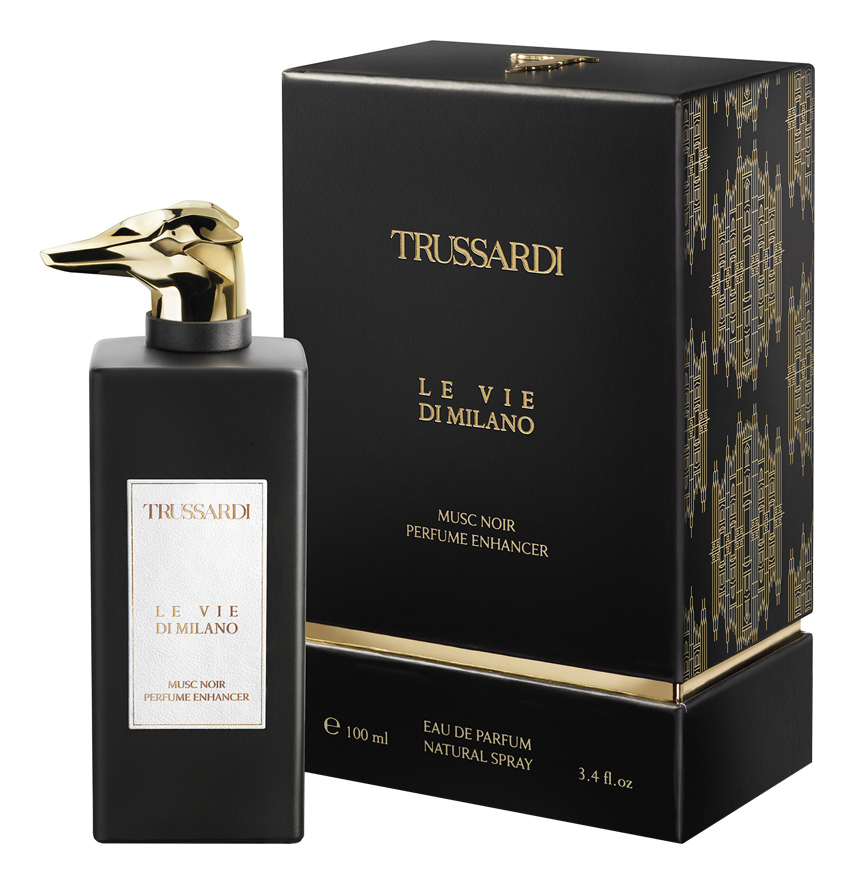 TRUSSARDI
LE VIE
DI MILANO
MUSC NOIR
PERFUME ENHANCER
TRUSSARDI
LE VIE
DI MILANO
MUSC NOIR
PERFUME ENHANCER
℮ 100 ml
EAU DE PARFUM
NATURAL SPRAY
3.4 fl.oz